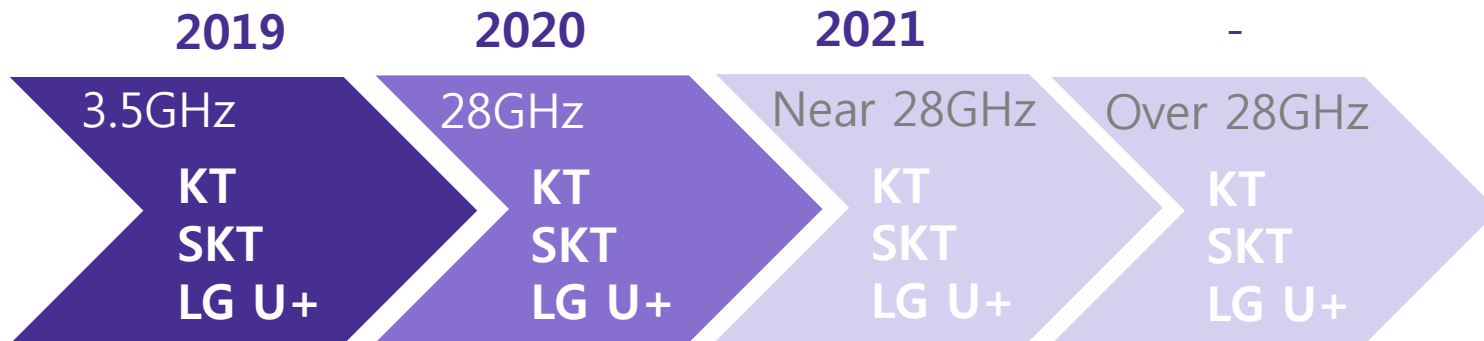 2019
2020
2021
-
3.5GHz
KT
SKT
LG U+
28GHz
KT
SKT
LG U+
Near 28GHz
KT
SKT
LG U+
Over 28GHz
KT
SKT
LG U+